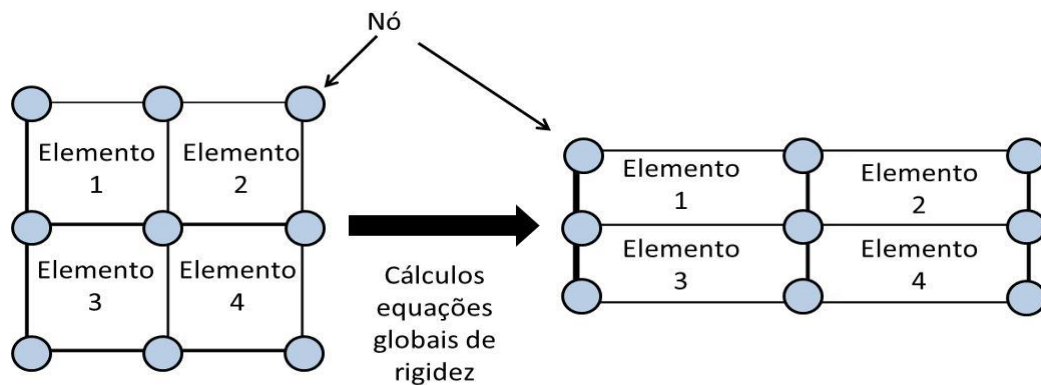 Nó
Elemento
1
Elemento
2
Elemento
3
Elemento
4
Cálculos
equações
globais de
rigidez
Elemento
1
Elemento
2
Elemento
3
Elemento
4